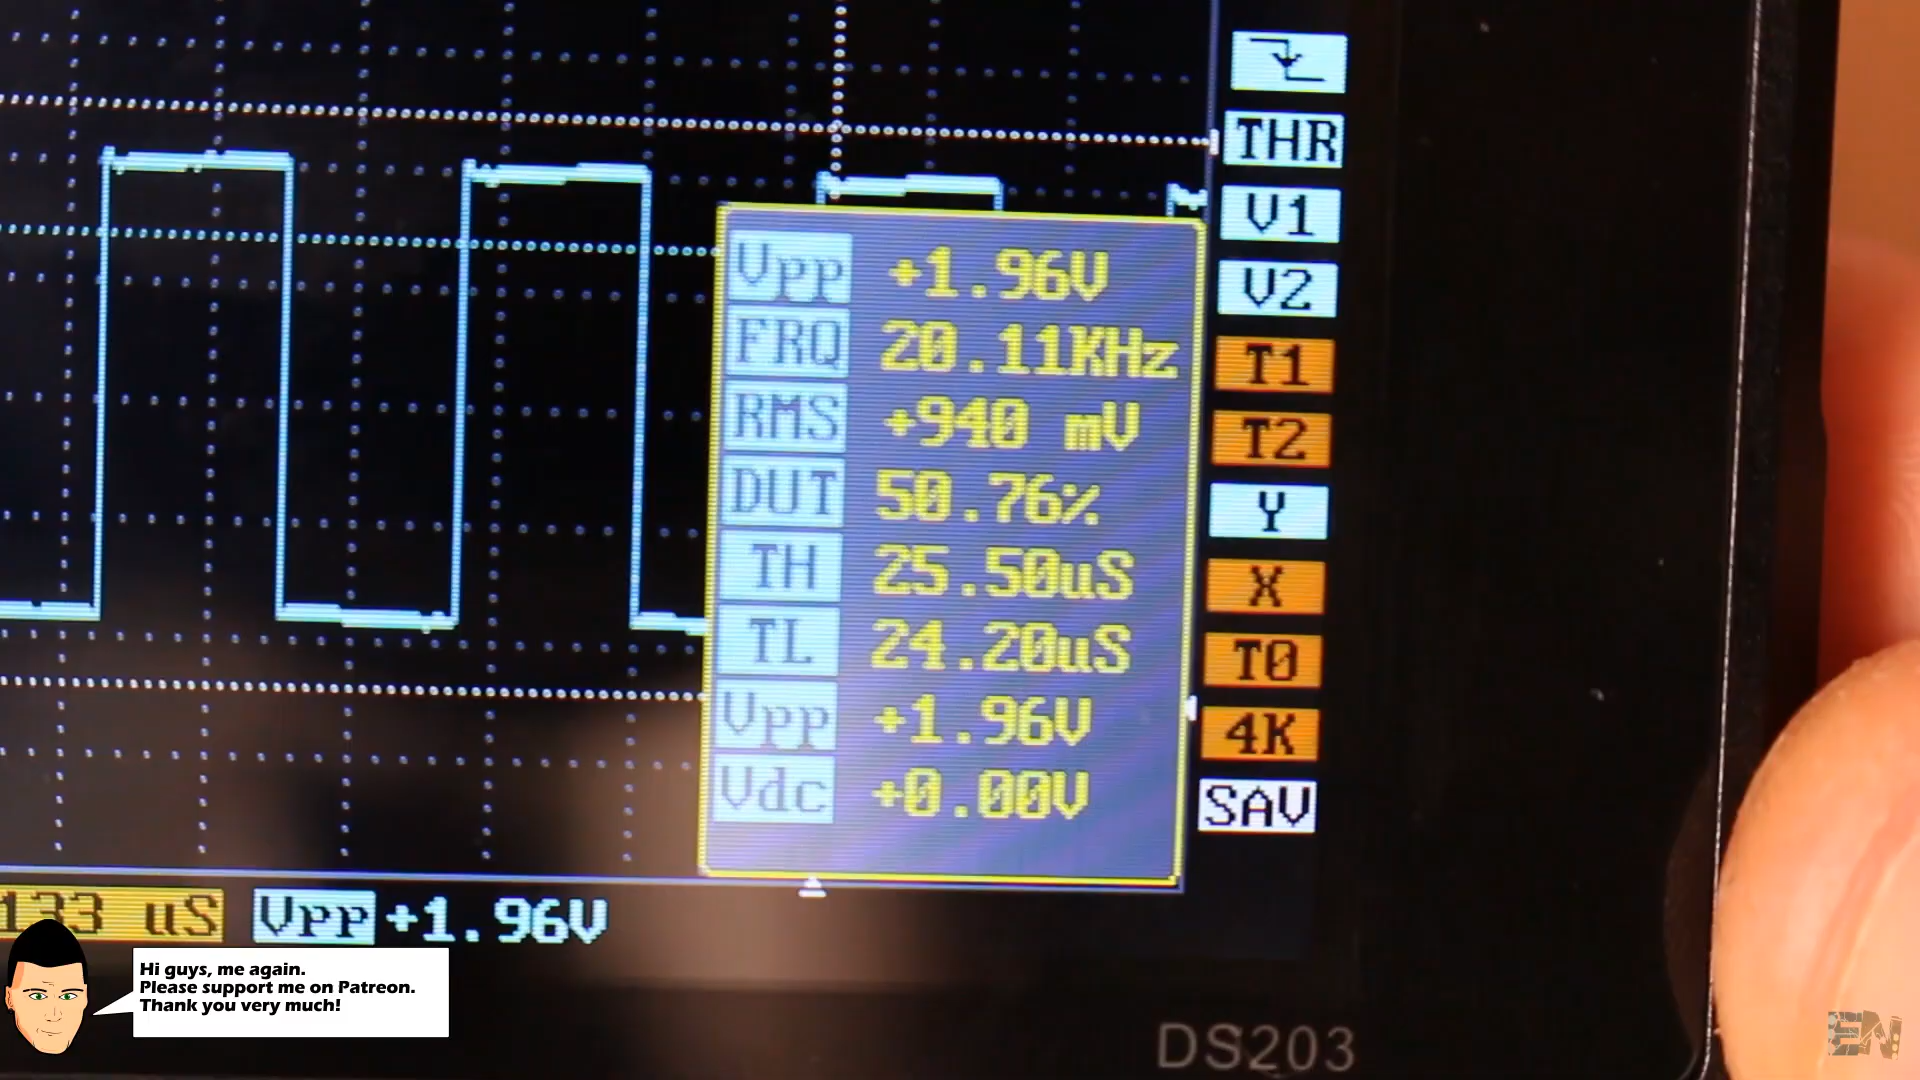 THR
V1
V2
T1
T2
Y
X
T0
4K
SAV
Vpp +1.96V
FRQ 20.11KHz
RMS +940 mV
DUT 50.76%
TH 25.50uS
TL 24.20uS
Vpp +1.96V
Vdc +0.00V
133 uS Vpp +1.96V
Hi guys, me again.
Please support me on Patreon.
Thank you very much!
DS203
EN